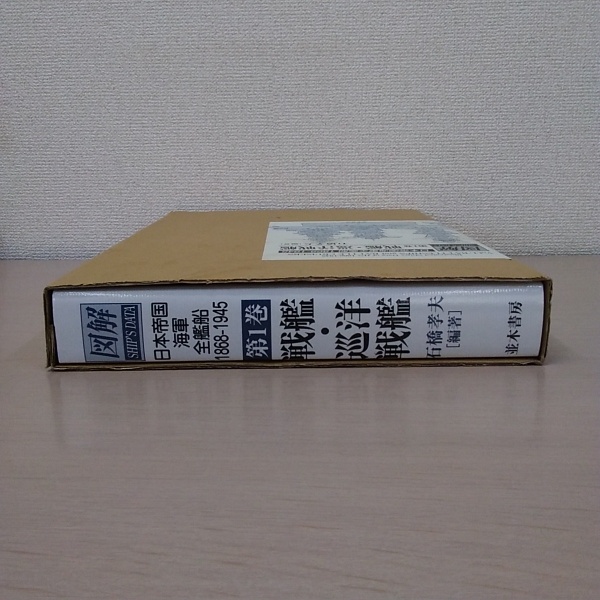 図解
SHIP'S DATA
日本帝国
海軍
全艦船
1868-1945
第1巻
戦艦
・
巡洋
戦艦
石橋孝夫
[編著]
並木書房